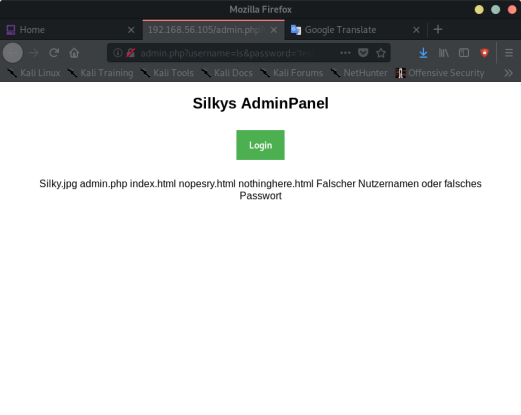 Mozilla Firefox
Home
192.168.56.105/admin.php?
Google Translate
admin.php?username=ls&password=
Kali Linux
Kali Training
Kali Tools
Kali Docs
Kali Forums
NetHunter
Offensive Security
Silkys AdminPanel
Login
Silky.jpg admin.php index.html nopesry.html nothinghere.html Falscher Nutzernamen oder falsches
Passwort